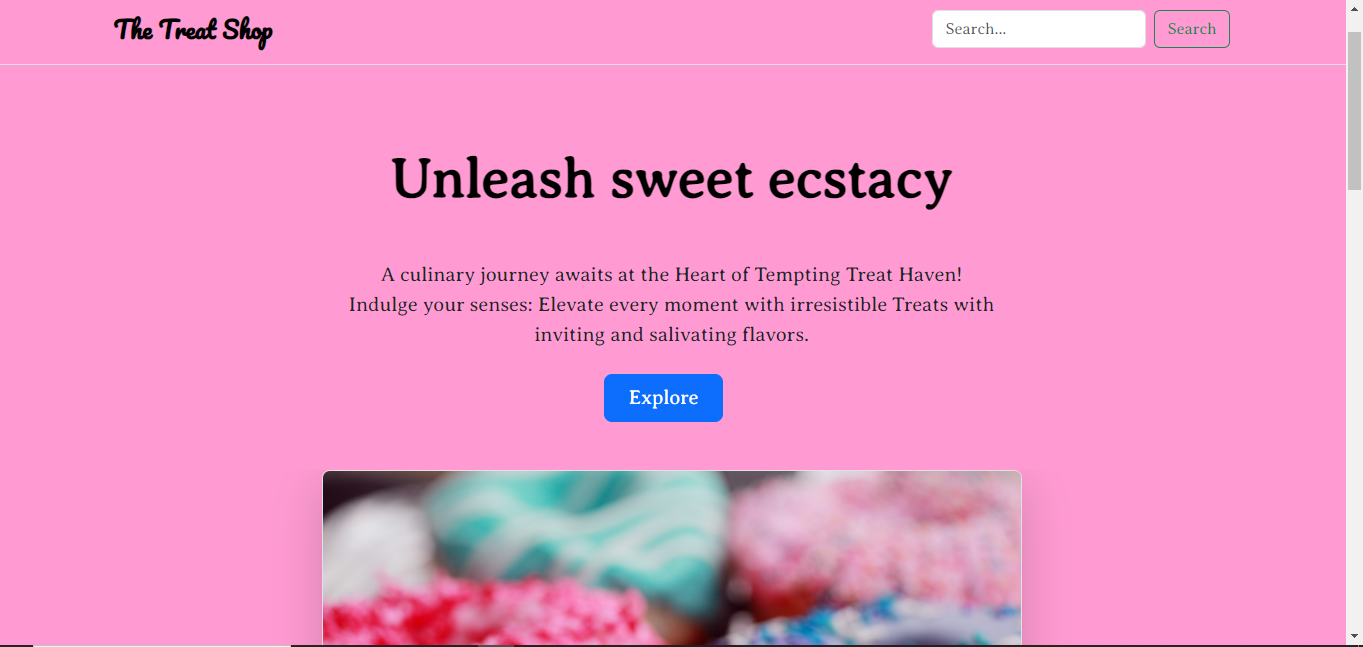 The Treat Shop
Search...
Search
Unleash sweet ecstacy
A culinary journey awaits at the Heart of Tempting Treat Haven!
Indulge your senses: Elevate every moment with irresistible Treats with
inviting and salivating flavors.
Explore